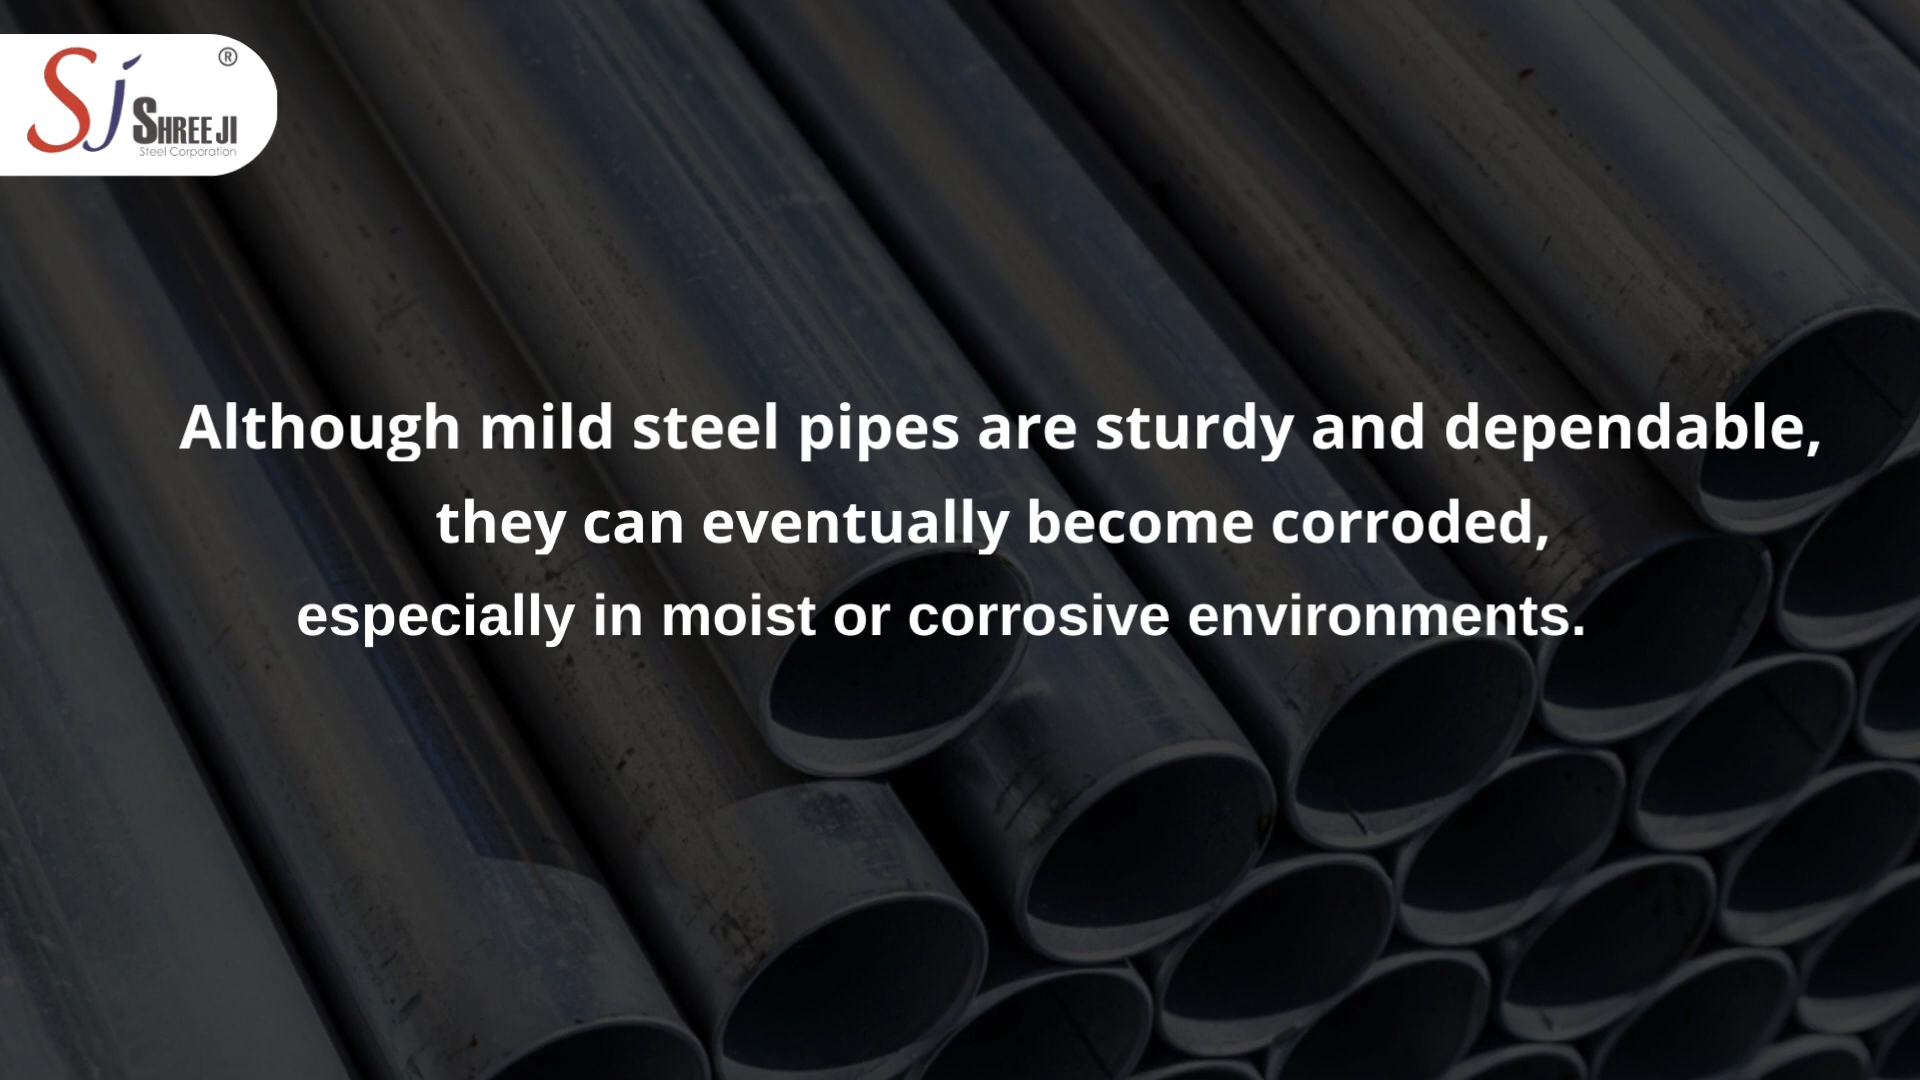 SJ SHREE JI ®
Steel Corporation
Although mild steel pipes are sturdy and dependable,
they can eventually become corroded,
especially in moist or corrosive environments.